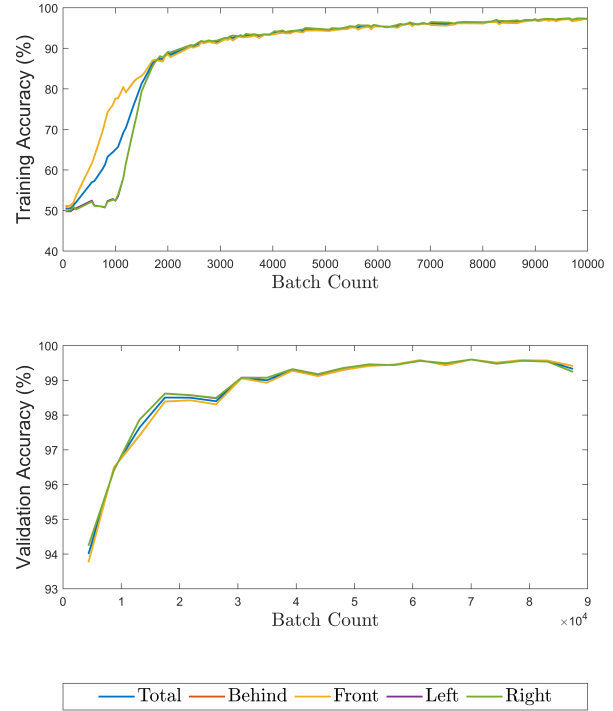 100
90
80
70
60
50
40
Training Accuracy (%)
0 1000 2000 3000 4000 5000 6000 7000 8000 9000 10000
Batch Count
100
99
98
97
96
95
94
93
Validation Accuracy (%)
0 1 2 3 4 5 6 7 8 9
Batch Count ×10⁴
Total Behind Front Left Right